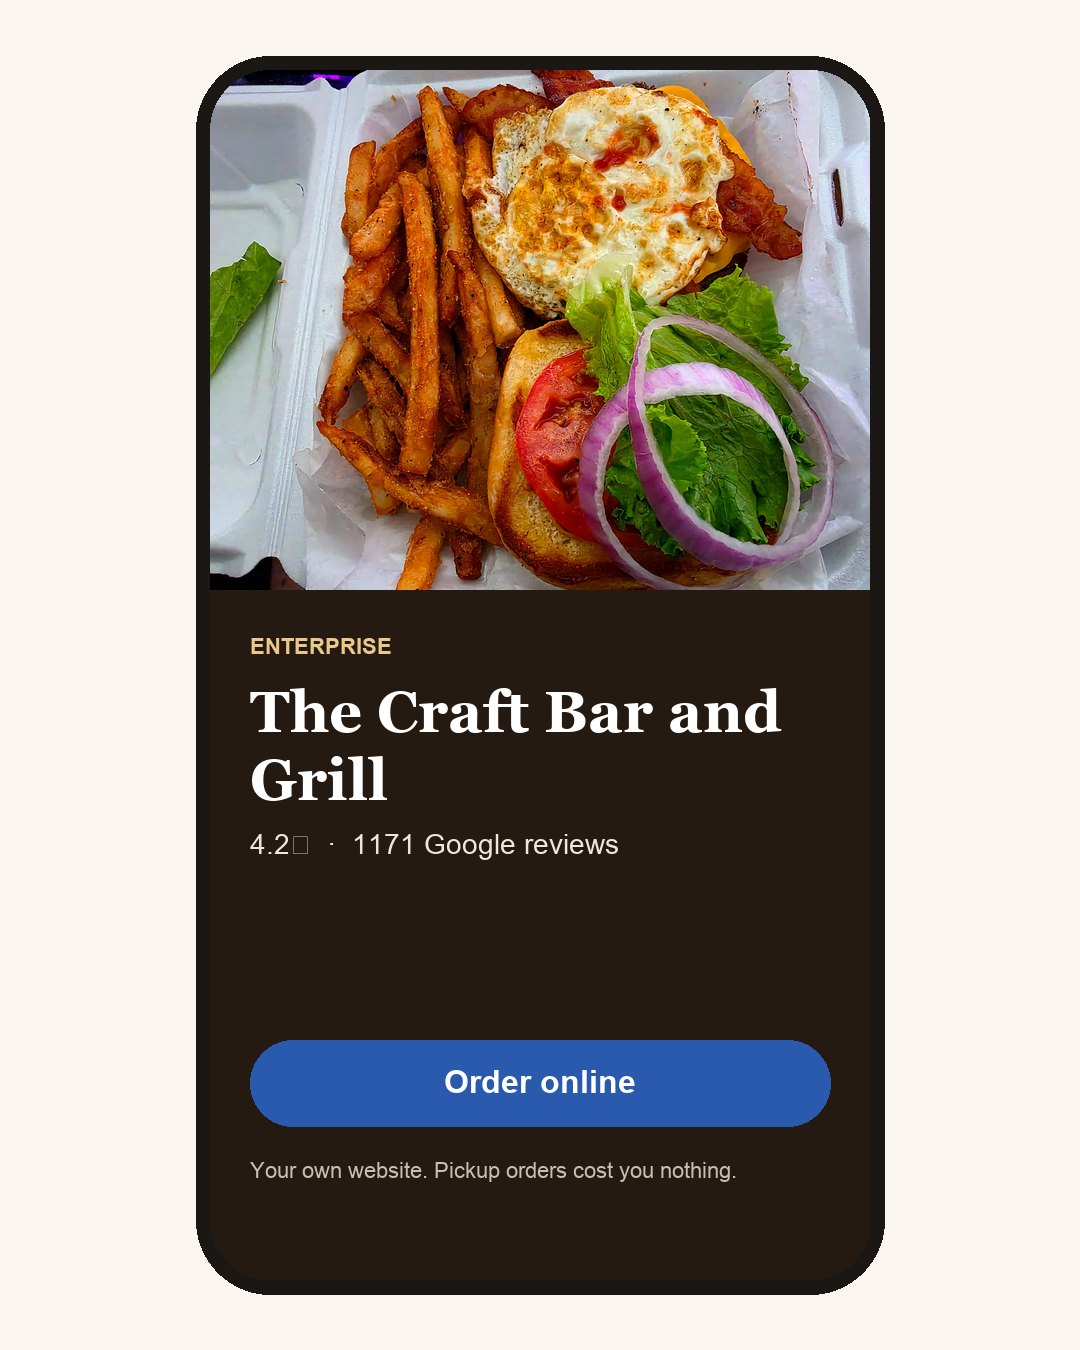 ENTERPRISE
The Craft Bar and
Grill
4.2□ · 1171 Google reviews
Order online
Your own website. Pickup orders cost you nothing.